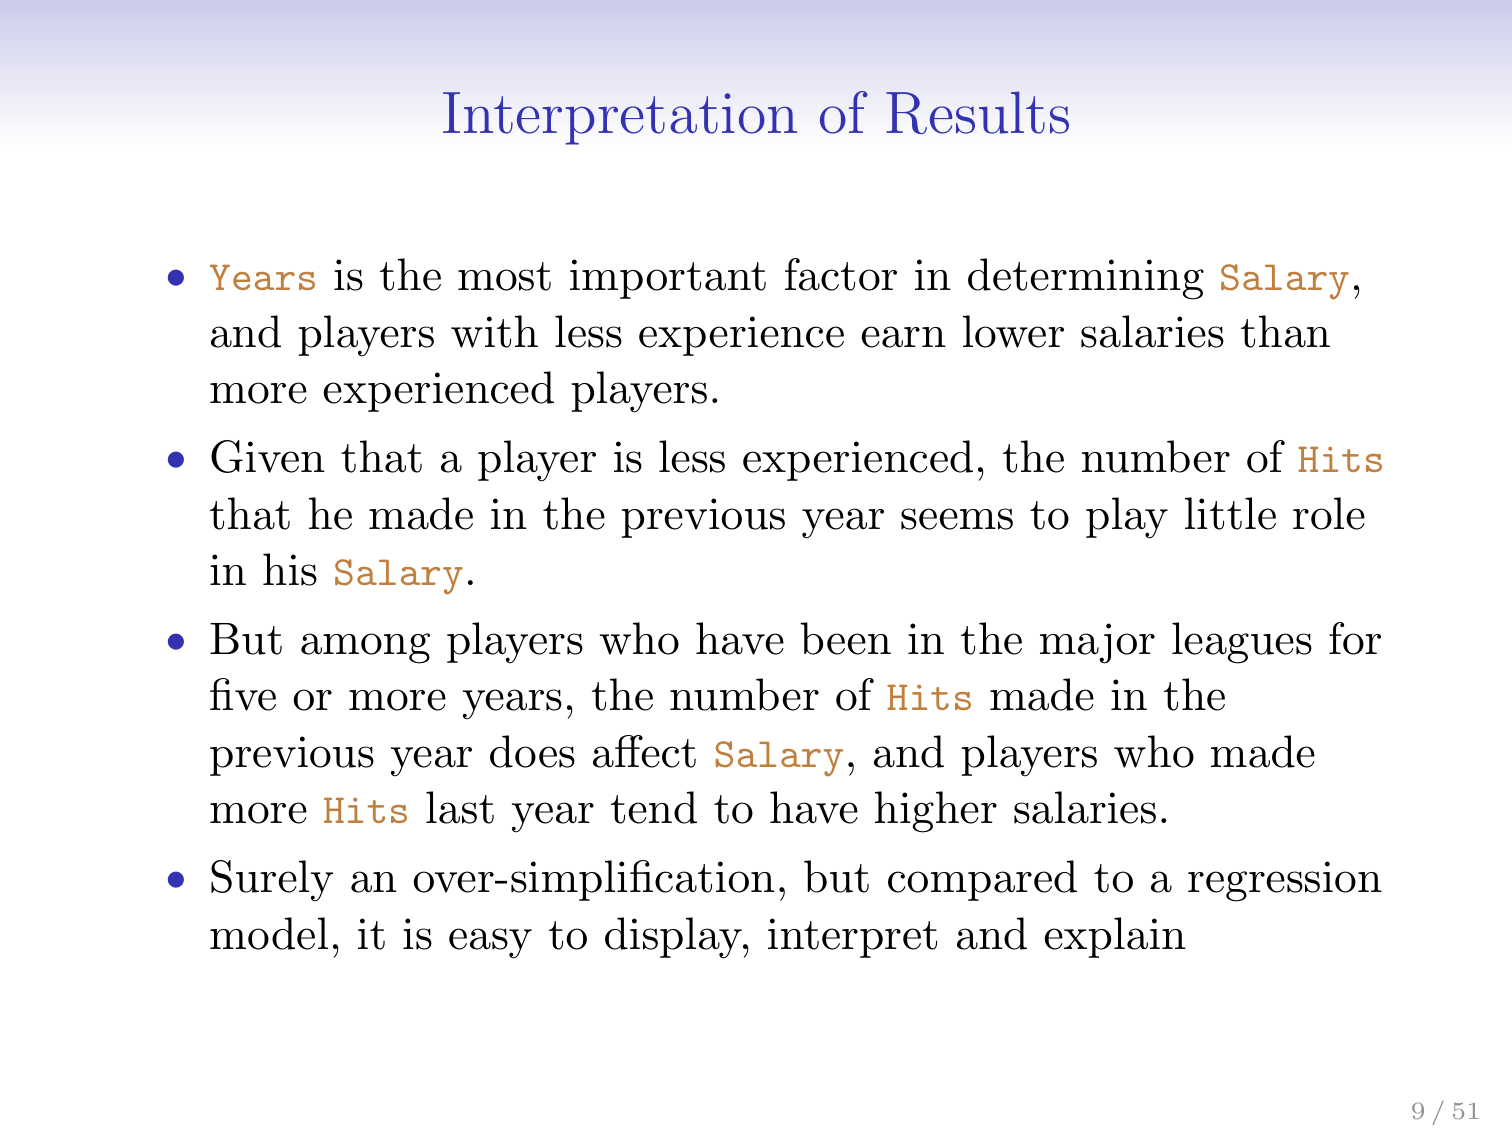 Interpretation of Results
• Years is the most important factor in determining Salary,
and players with less experience earn lower salaries than
more experienced players.
• Given that a player is less experienced, the number of Hits
that he made in the previous year seems to play little role
in his Salary.
• But among players who have been in the major leagues for
five or more years, the number of Hits made in the
previous year does affect Salary, and players who made
more Hits last year tend to have higher salaries.
• Surely an over-simplification, but compared to a regression
model, it is easy to display, interpret and explain
9 / 51